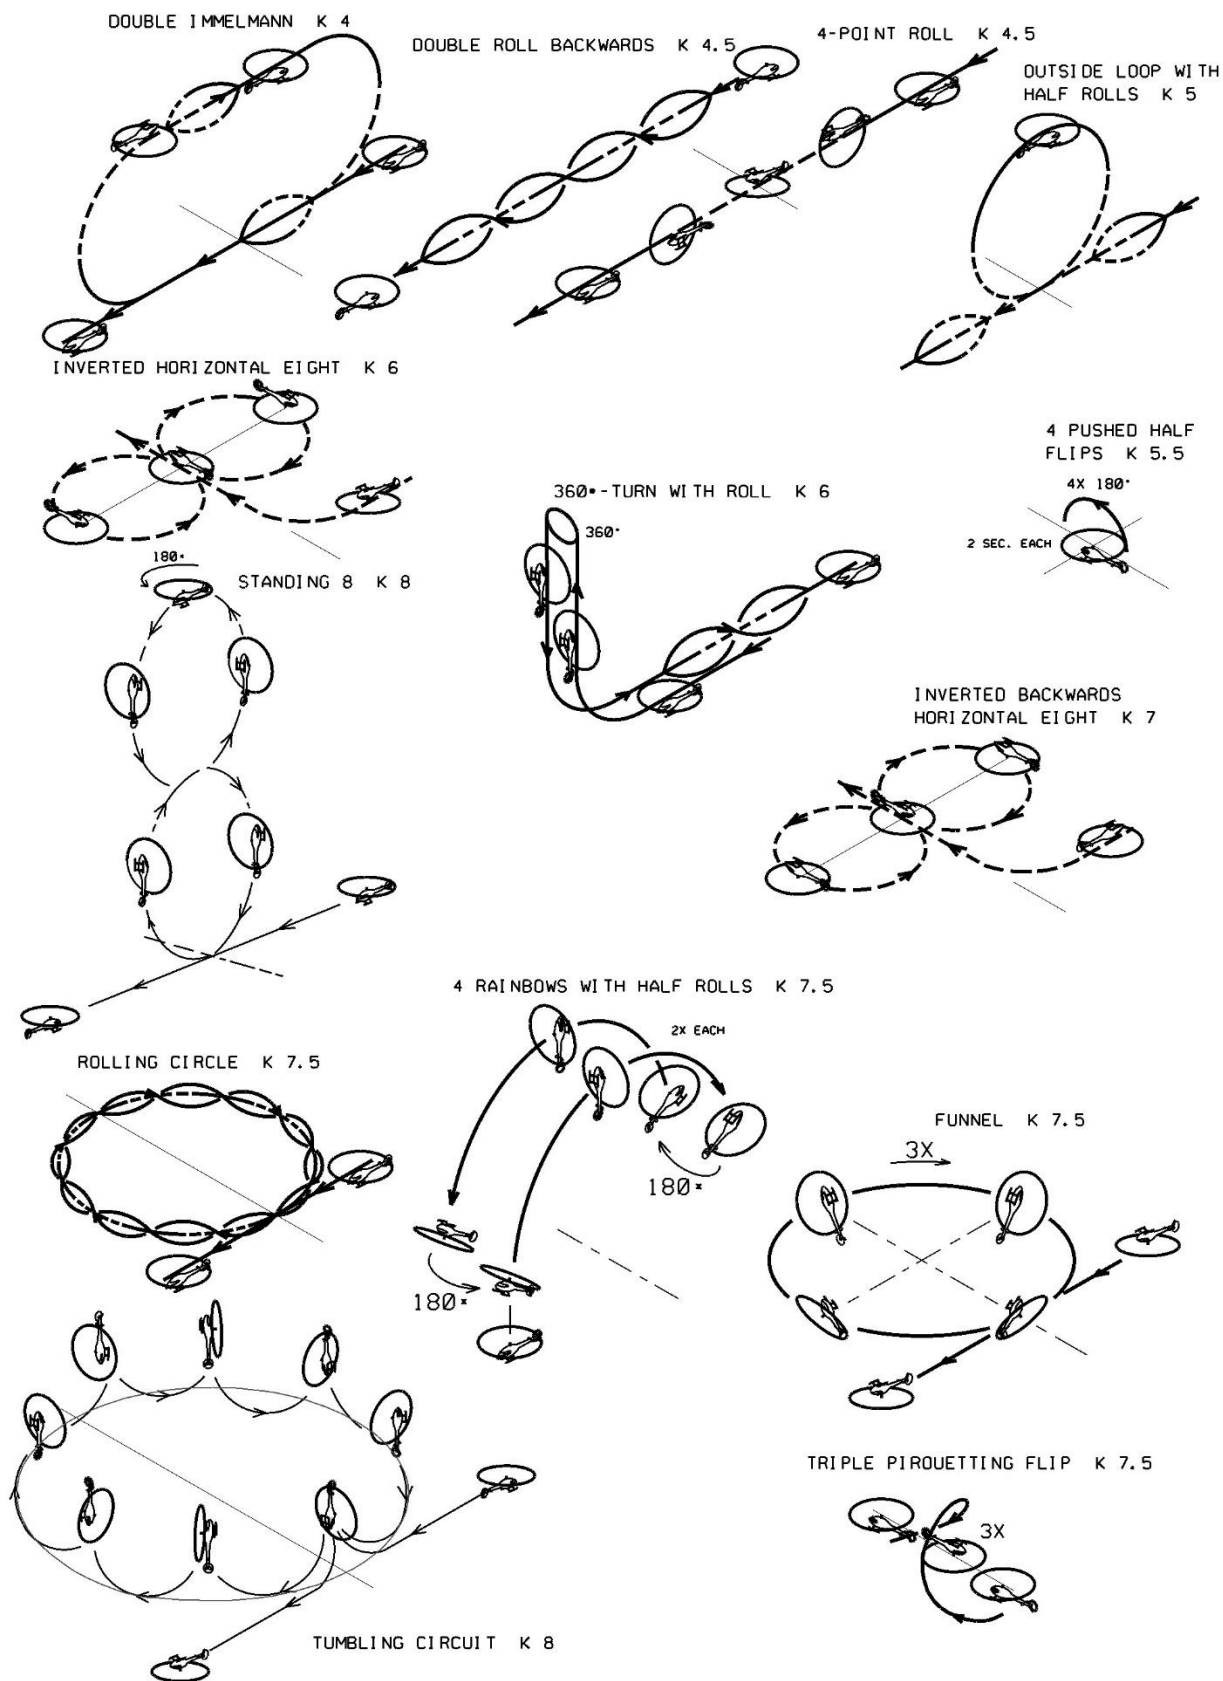 DOUBLE IMMELMANN K 4
DOUBLE ROLL BACKWARDS K 4.5
4-POINT ROLL K 4.5
OUTSIDE LOOP WITH
HALF ROLLS K 5
INVERTED HORIZONTAL EIGHT K 6
4 PUSHED HALF
FLIPS K 5.5
4X 180°
2 SEC. EACH
360°-TURN WITH ROLL K 6
360°
180°
STANDING 8 K 8
INVERTED BACKWARDS
HORIZONTAL EIGHT K 7
4 RAINBOWS WITH HALF ROLLS K 7.5
2X EACH
180°
180°
ROLLING CIRCLE K 7.5
FUNNEL K 7.5
3X
TRIPLE PIROUETTING FLIP K 7.5
3X
TUMBLING CIRCUIT K 8